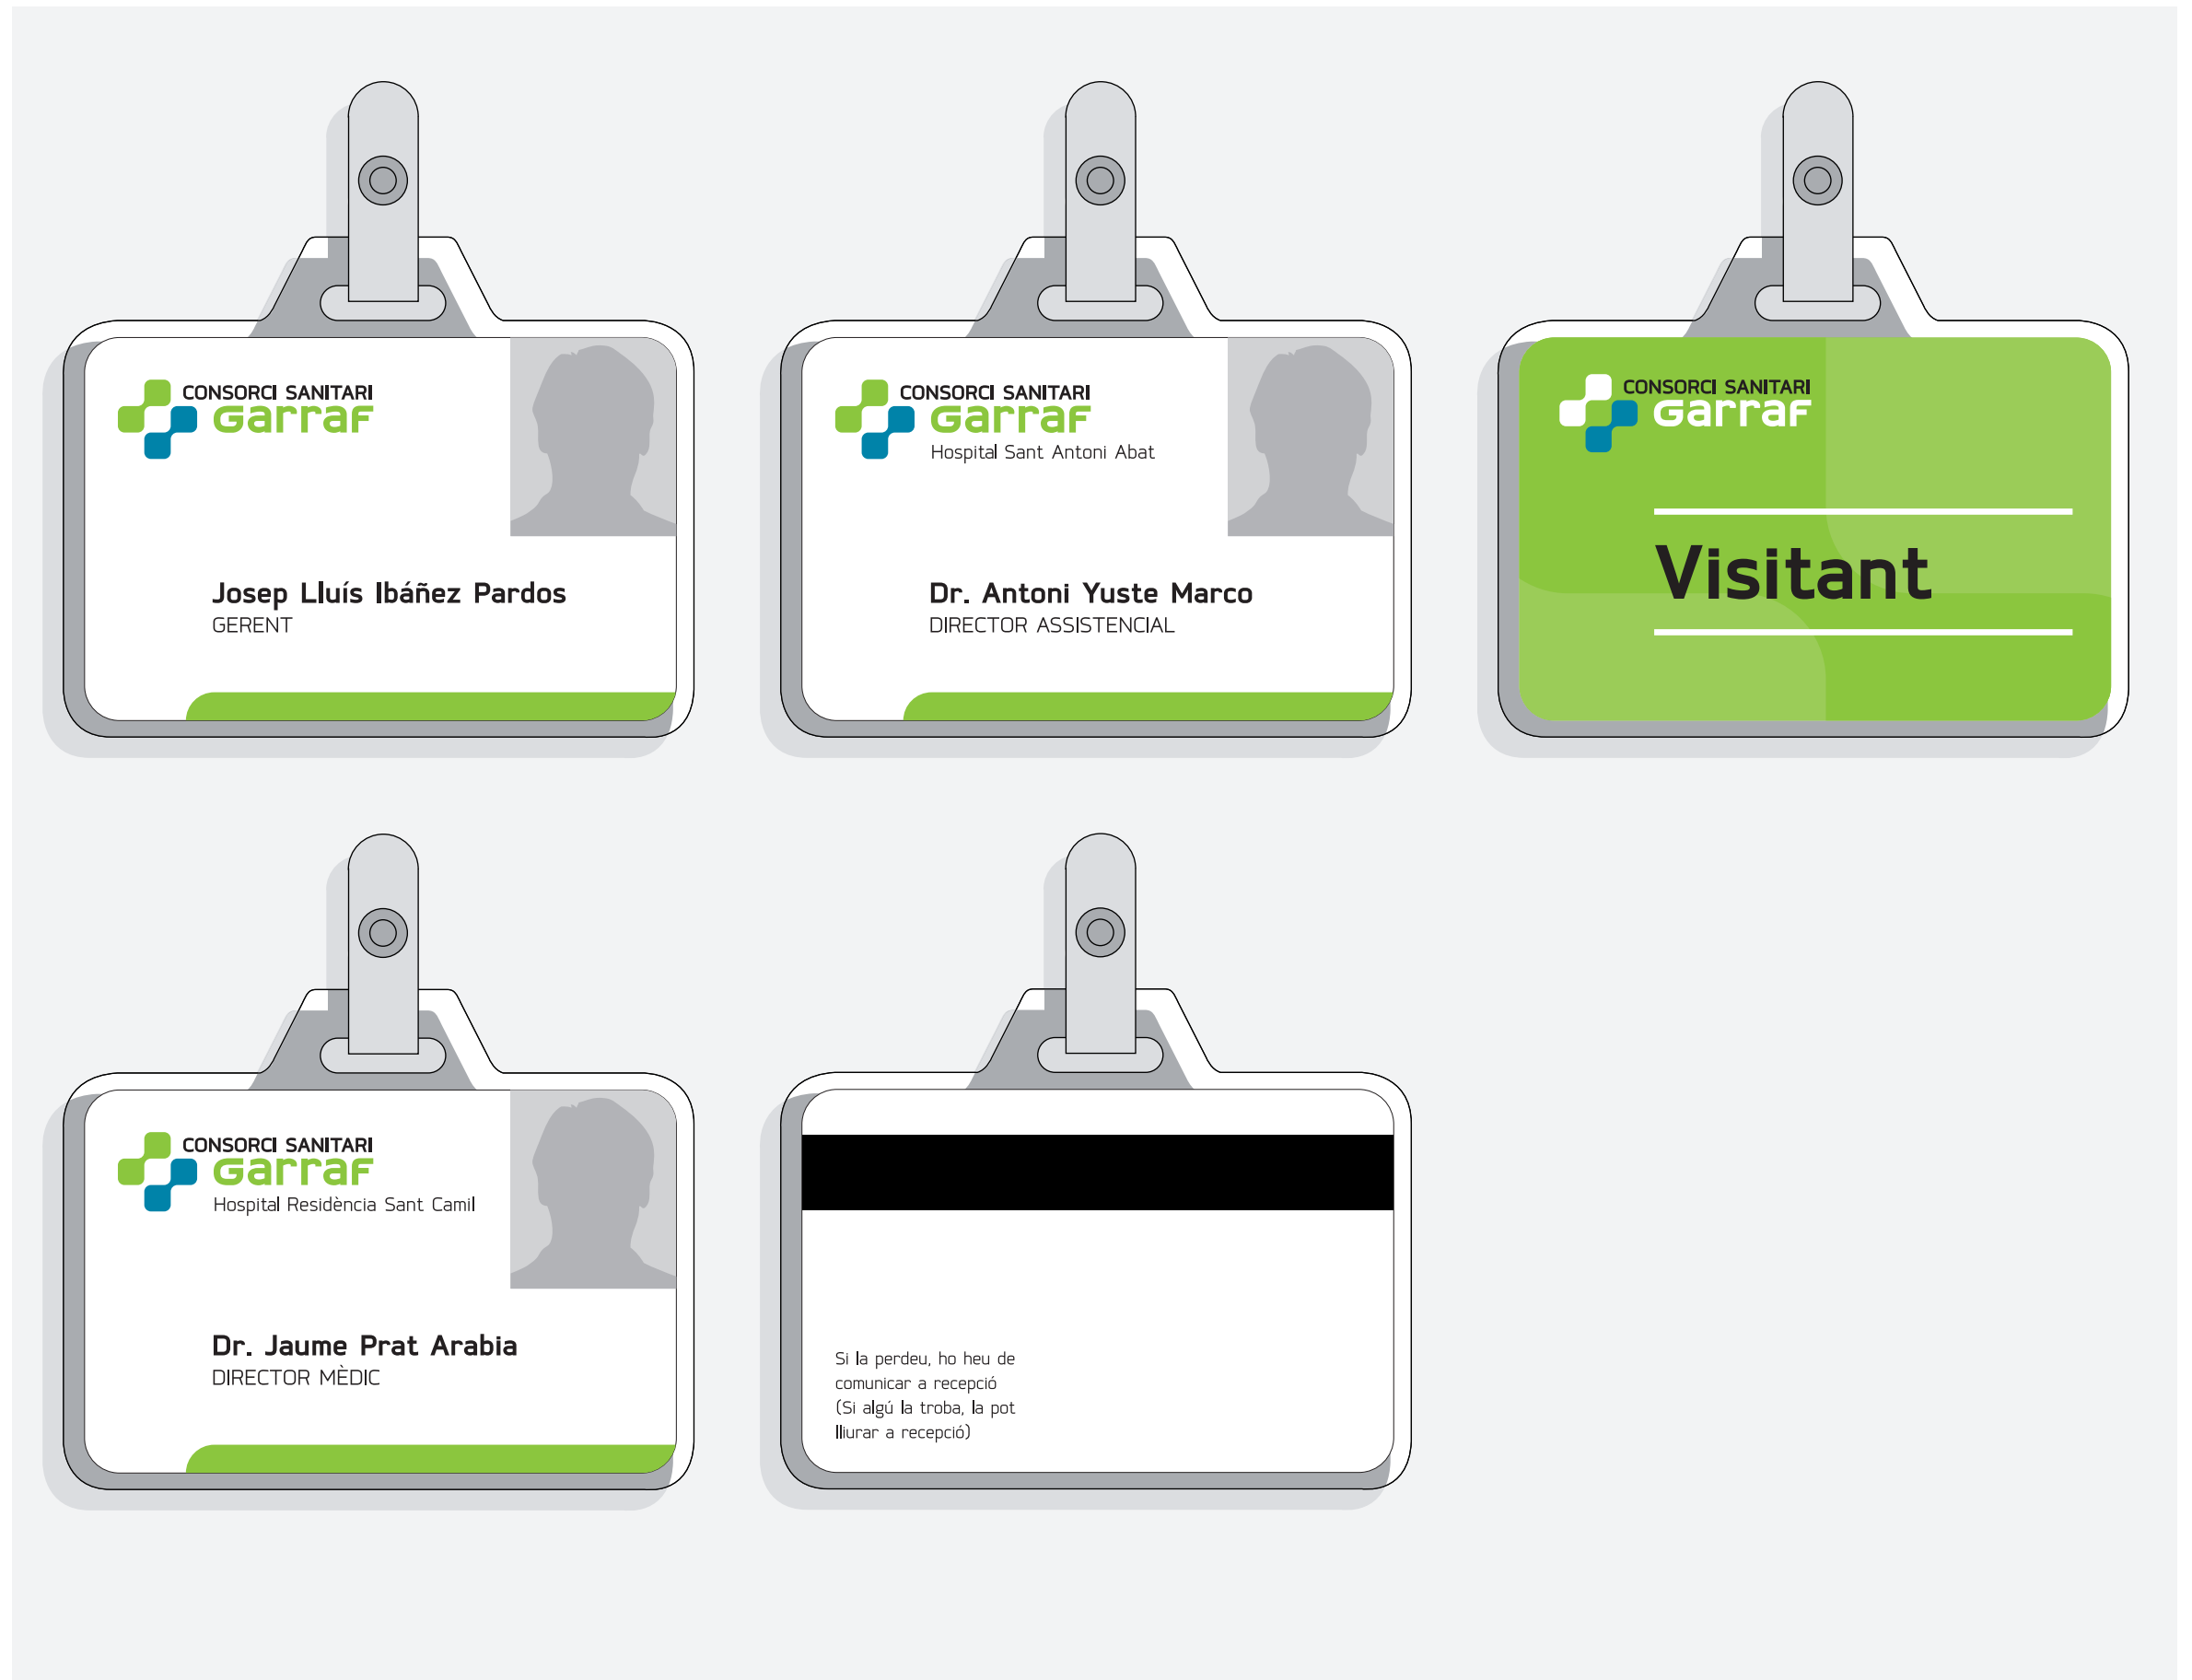 CONSORCI SANITARI
Garraf
Josep Lluís Ibáñez Pardos
GERENT
CONSORCI SANITARI
Garraf
Hospital Sant Antoni Abat
Dr. Antoni Yuste Marco
DIRECTOR ASSISTENCIAL
CONSORCI SANITARI
Garraf
Visitant
CONSORCI SANITARI
Garraf
Hospital Residència Sant Camil
Dr. Jaume Prat Arabia
DIRECTOR MÈDIC
Si la perdeu, ho heu de
comunicar a recepció
(Si algú la troba, la pot
lliurar a recepció)